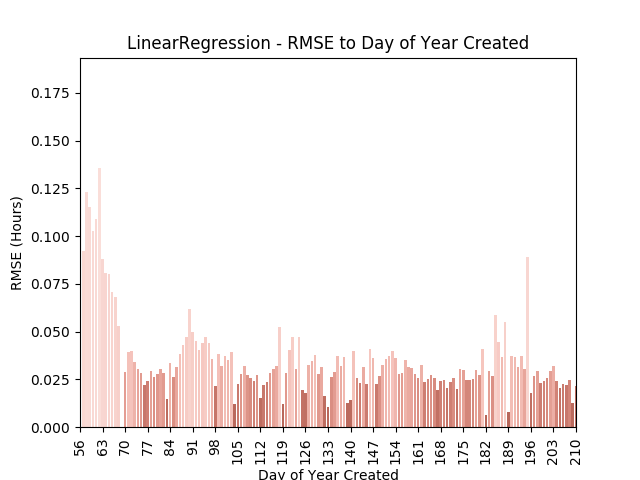 LinearRegression - RMSE to Day of Year Created
RMSE (Hours)
0.175
0.150
0.125
0.100
0.075
0.050
0.025
0.000
56 63 70 77 84 91 98 105 112 119 126 133 140 147 154 161 168 175 182 189 196 203 210
Day of Year Created